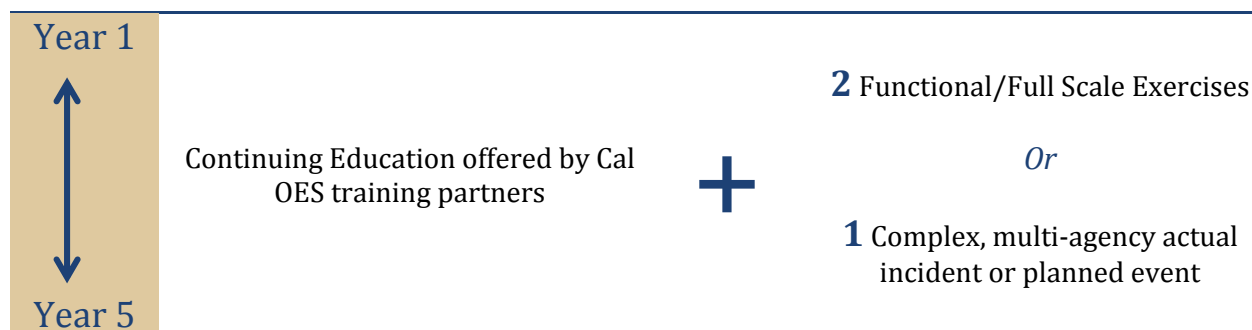 Year 1
Year 5
Continuing Education offered by Cal
OES training partners
+
2 Functional/Full Scale Exercises
Or
1 Complex, multi-agency actual
incident or planned event